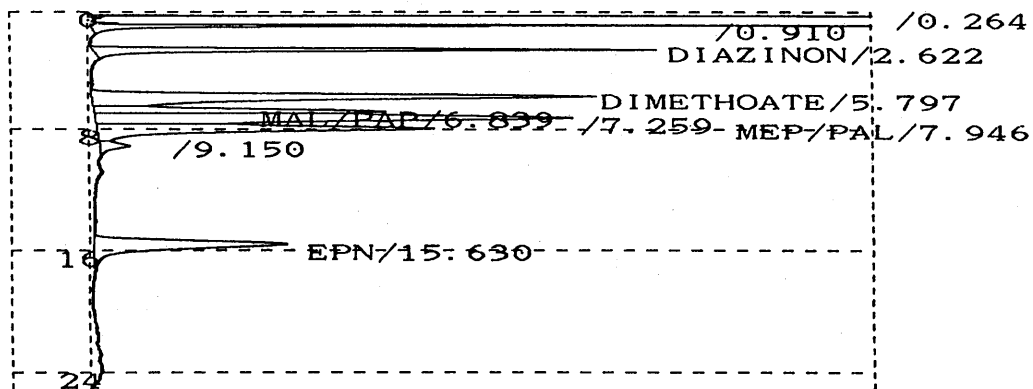 0 /0.264
/0.910
DIAZINON/2.622
DIMETHOATE/5.797
MAL/PAP/6.839 /7.259
8 MEP/PAL/7.946
/9.150
16 EPN/15.630
24